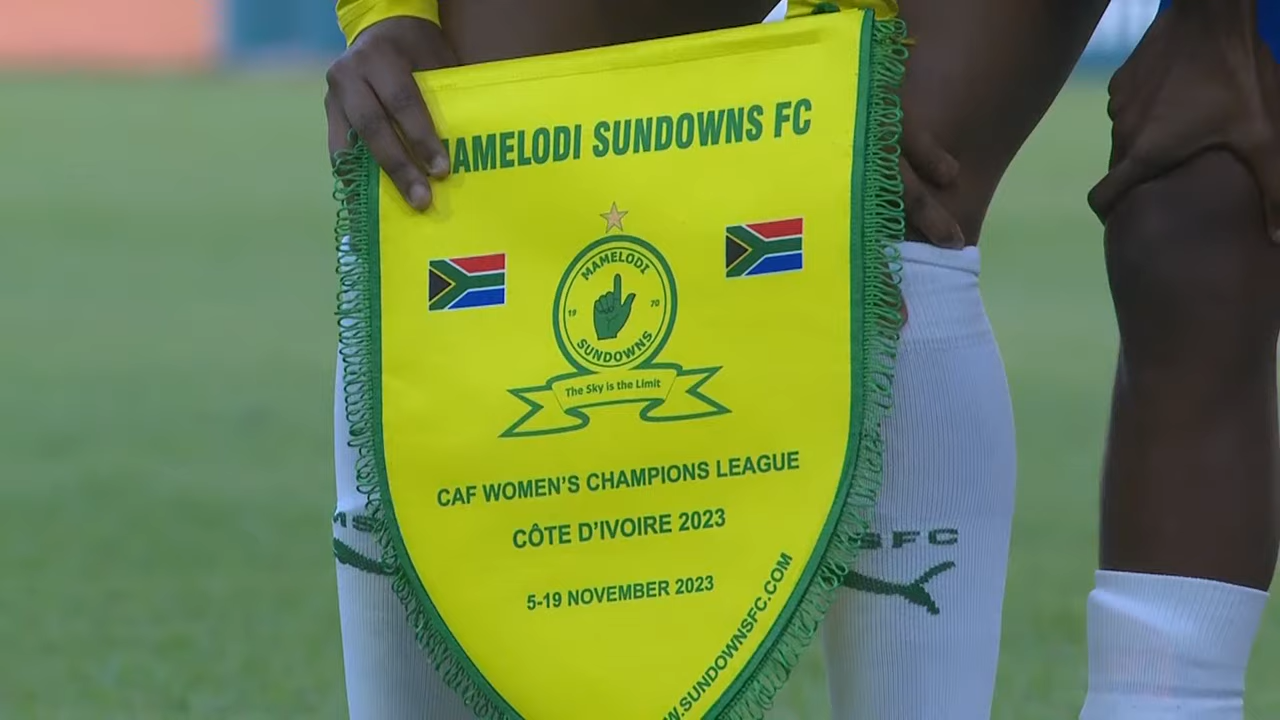 MAMELODI SUNDOWNS FC
MAMELODI
19 70
SUNDOWNS
The Sky is the Limit
CAF WOMEN'S CHAMPIONS LEAGUE
CÔTE D'IVOIRE 2023
5-19 NOVEMBER 2023
W.SUNDOWNSFC.COM
MS
SFC